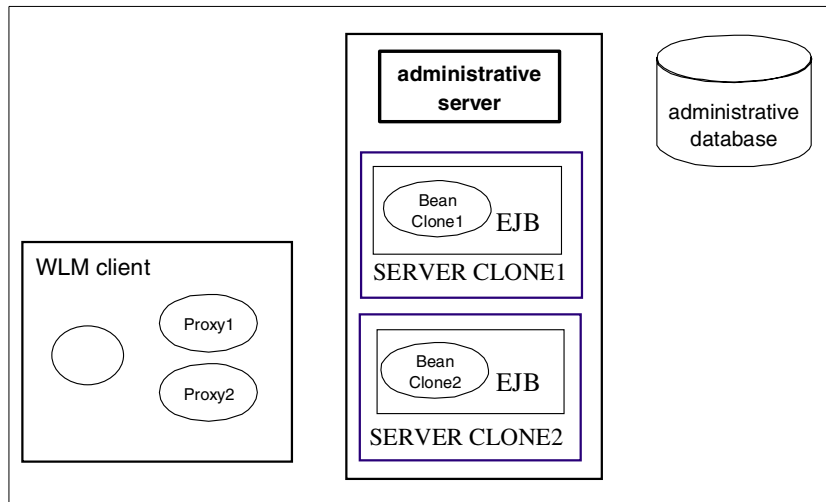 administrative
server
administrative
database
Bean
Clone1
EJB
SERVER CLONE1
WLM client
Proxy1
Proxy2
Bean
Clone2
EJB
SERVER CLONE2